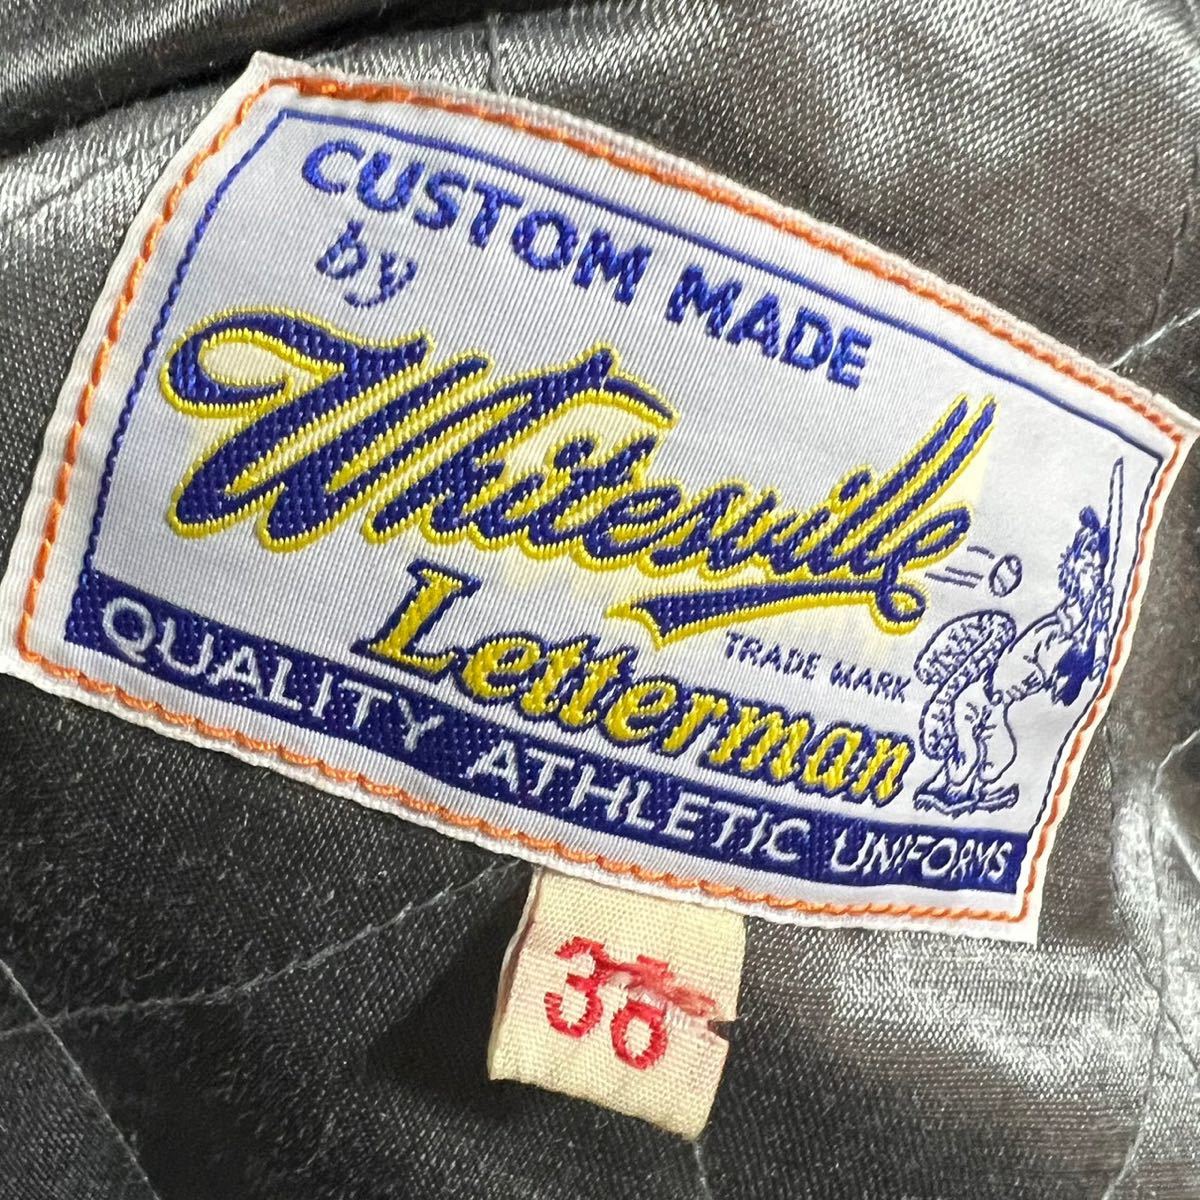 CUSTOM MADE
by
Whitesville
TRADE MARK
Letterman
QUALITY ATHLETIC UNIFORMS
36